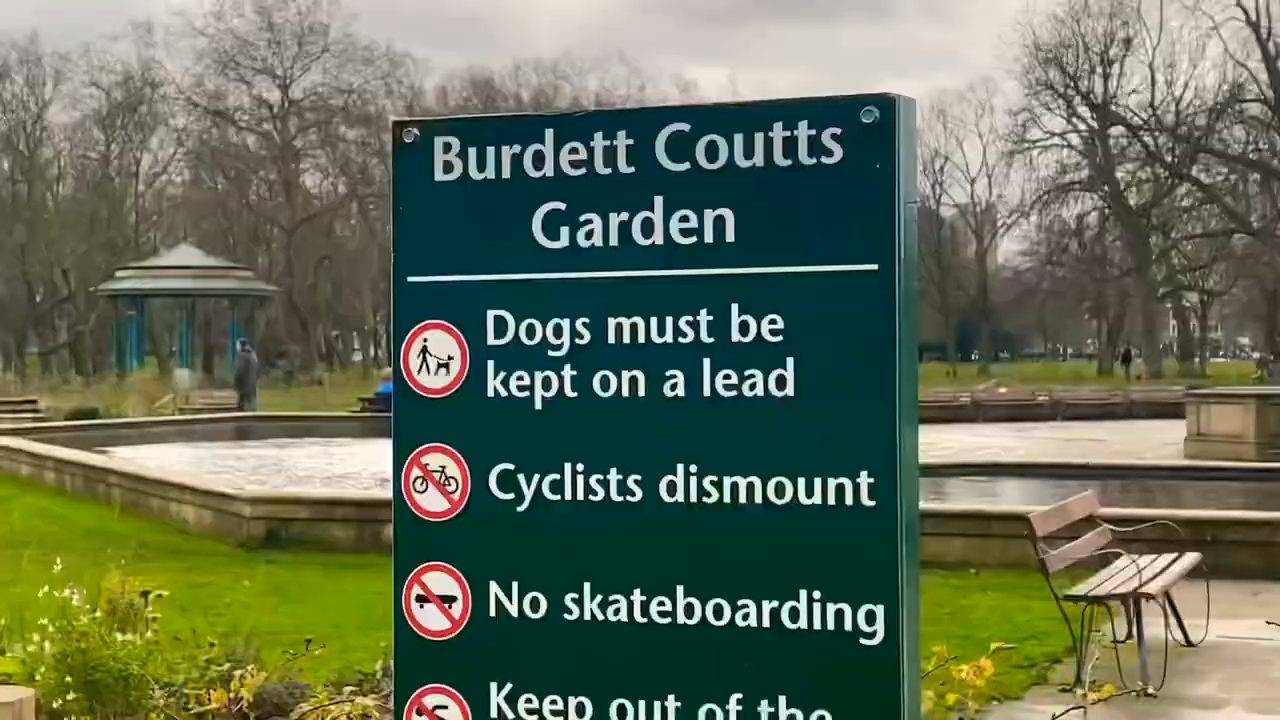 Burdett Coutts
Garden
Dogs must be
kept on a lead
Cyclists dismount
No skateboarding
Keep out of the